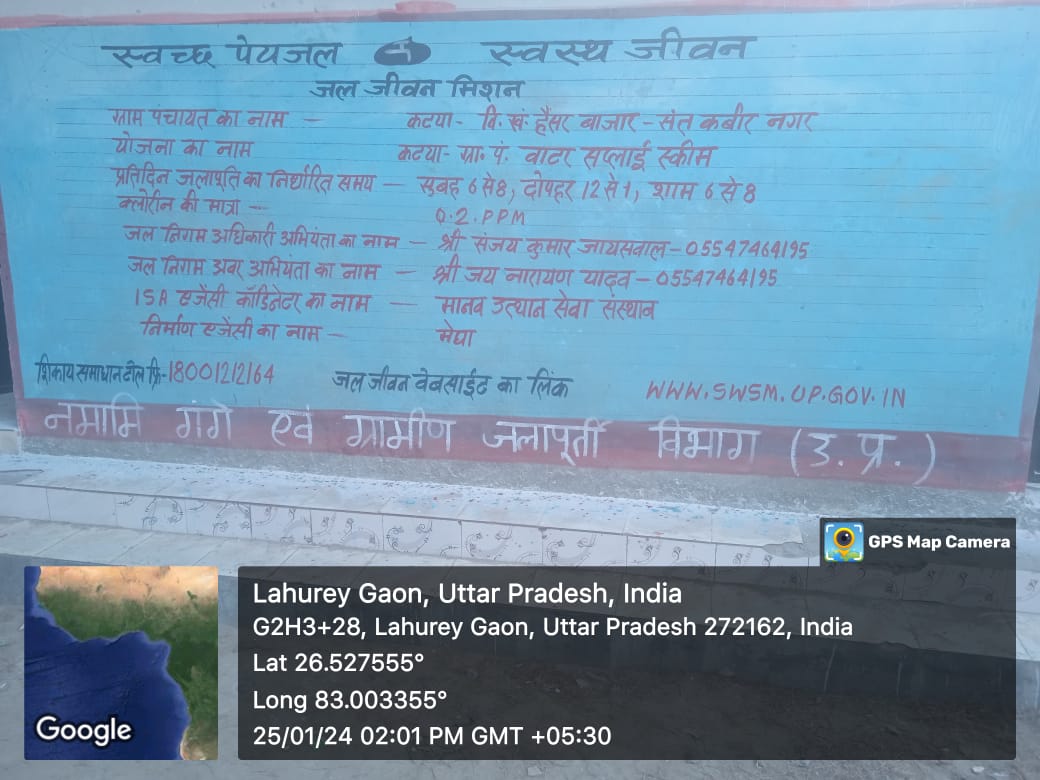 स्वच्छ पेयजल स्वस्थ जीवन
जल जीवन मिशन
ग्राम पंचायत का नाम — कटया - वि. खं. हैंसर बाजार - संत कबीर नगर
योजना का नाम कटया - ग्रा. पं. वाटर सप्लाई स्कीम
प्रतिदिन जलापूर्ति का निर्धारित समय — सुबह 6 से 8, दोपहर 12 से 1, शाम 6 से 8
क्लोरीन की मात्रा — 0.2. PPM
जल निगम अधिकारी अभियंता का नाम — श्री संजय कुमार जायसवाल - 05547464195
जल निगम अवर अभियंता का नाम — श्री जय नारायण यादव - 05547464195
ISA एजेंसी कॉडिनेटर का नाम — मानव उत्थान सेवा संस्थान
निर्माण एजेंसी का नाम — मेघा
शिकाय समाधान टोल फ्रि - 18001212164 जल जीवन वेबसाईट का लिंक WWW.SWSM.UP.GOV.IN
नमामि गंगे एवं ग्रामीण जलापूर्ती विभाग (उ. प्र.)
GPS Map Camera
Lahurey Gaon, Uttar Pradesh, India
G2H3+28, Lahurey Gaon, Uttar Pradesh 272162, India
Lat 26.527555°
Long 83.003355°
25/01/24 02:01 PM GMT +05:30
Google